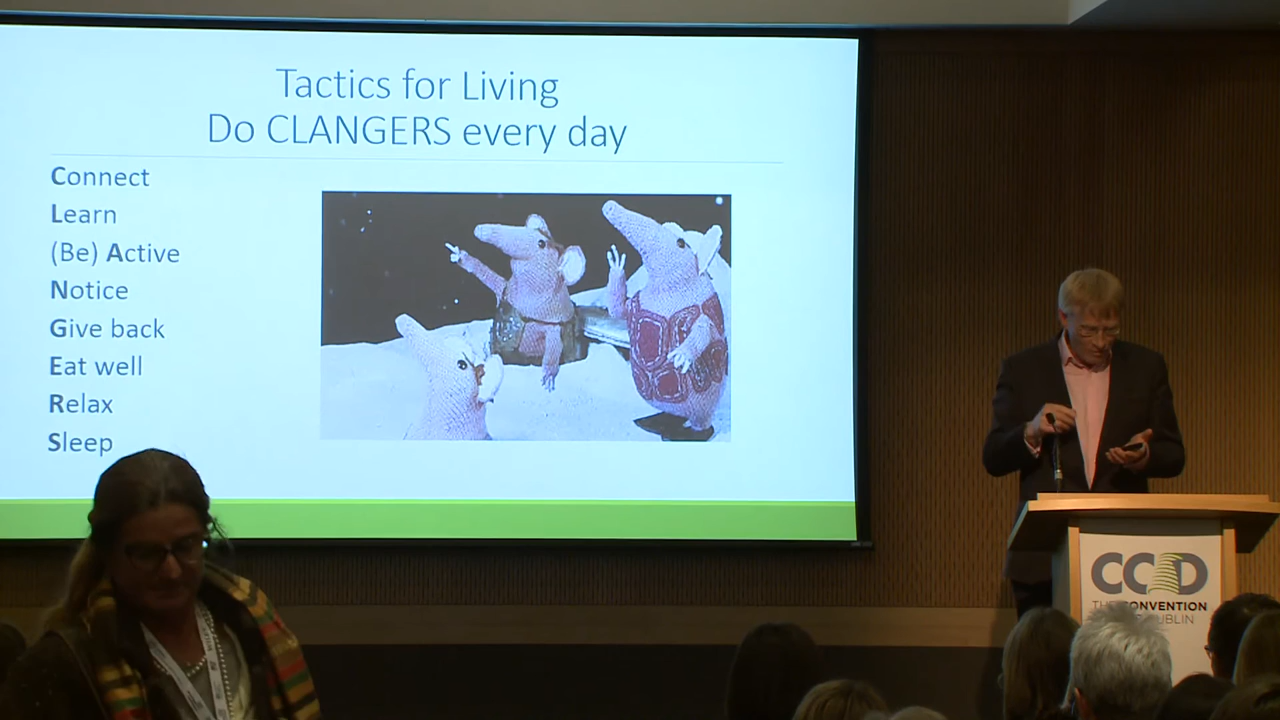 Tactics for Living
Do CLANGERS every day
Connect
Learn
(Be) Active
Notice
Give back
Eat well
Relax
Sleep
CCD
THE CONVENTION
DUBLIN